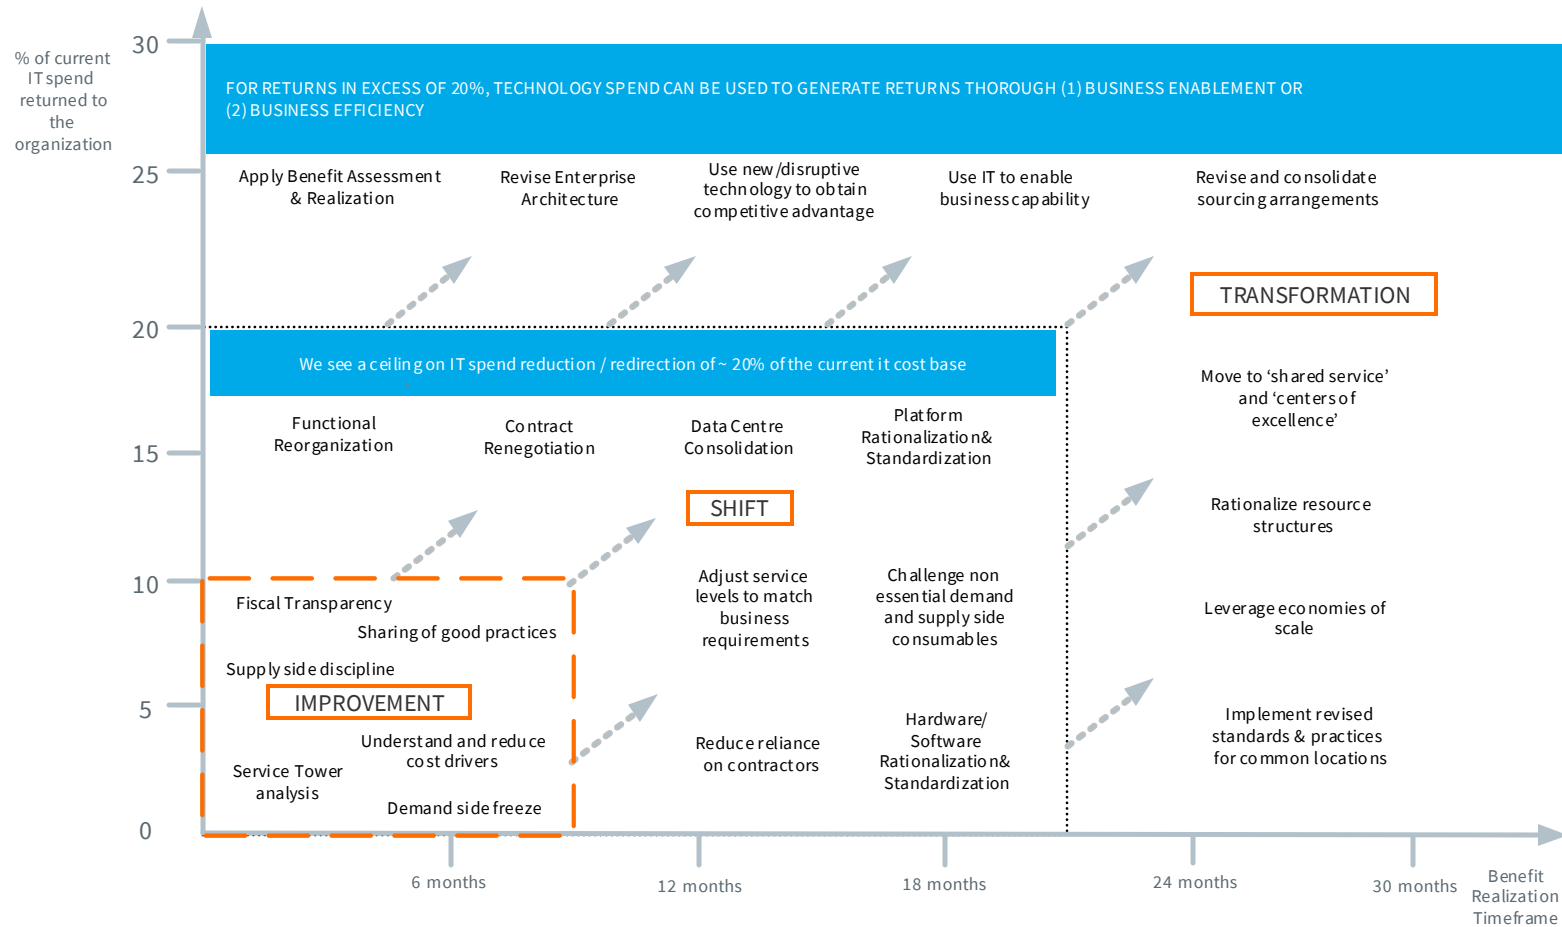 % of current
IT spend
returned to
the
organization
30
25
20
15
10
5
0
FOR RETURNS IN EXCESS OF 20%, TECHNOLOGY SPEND CAN BE USED TO GENERATE RETURNS THOROUGH (1) BUSINESS ENABLEMENT OR
(2) BUSINESS EFFICIENCY
Apply Benefit Assessment
& Realization
Revise Enterprise
Architecture
Use new/disruptive
technology to obtain
competitive advantage
Use IT to enable
business capability
Revise and consolidate
sourcing arrangements
TRANSFORMATION
We see a ceiling on IT spend reduction / redirection of ~ 20% of the current it cost base
Move to ‘shared service’
and ‘centers of
excellence’
Functional
Reorganization
Contract
Renegotiation
Data Centre
Consolidation
Platform
Rationalization &
Standardization
SHIFT
Rationalize resource
structures
Adjust service
levels to match
business
requirements
Challenge non
essential demand
and supply side
consumables
Leverage economies of
scale
Fiscal Transparency
Sharing of good practices
Supply side discipline
IMPROVEMENT
Understand and reduce
cost drivers
Service Tower
analysis
Demand side freeze
Reduce reliance
on contractors
Hardware/
Software
Rationalization &
Standardization
Implement revised
standards & practices
for common locations
6 months
12 months
18 months
24 months
30 months
Benefit
Realization
Timeframe